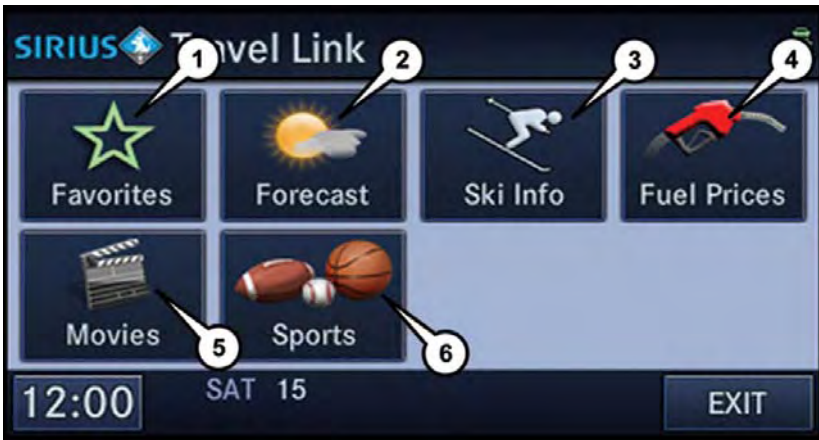 SIRIUS Travel Link
1 2 3 4
Favorites Forecast Ski Info Fuel Prices
Movies Sports
5 6
12:00 SAT 15 EXIT